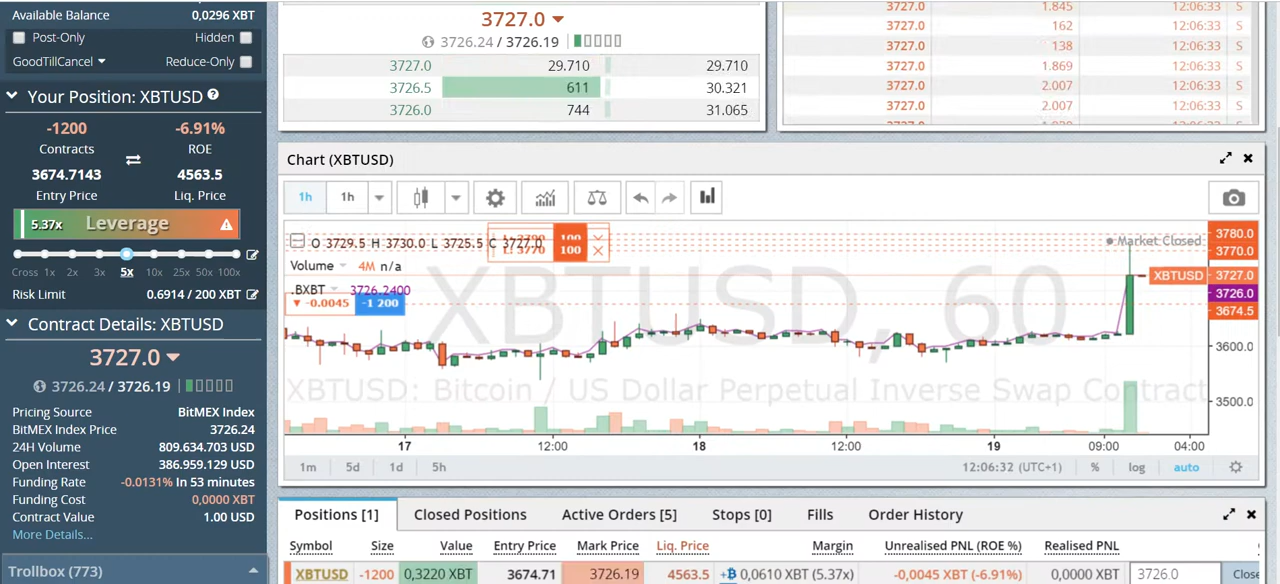 Available Balance 0,0296 XBT
Post-Only Hidden
GoodTillCancel Reduce-Only
Your Position: XBTUSD
-1200 -6.91%
Contracts ROE
3674.7143 4563.5
Entry Price Liq. Price
5.37x Leverage
Cross 1x 2x 3x 5x 10x 25x 50x 100x
Risk Limit 0.6914 / 200 XBT
Contract Details: XBTUSD
3727.0
3726.24 / 3726.19
Pricing Source BitMEX Index
BitMEX Index Price 3726.24
24H Volume 809.634.703 USD
Open Interest 386.959.129 USD
Funding Rate -0.0131% In 53 minutes
Funding Cost 0,0000 XBT
Contract Value 1.00 USD
More Details...
Trollbox (773)
3727.0
3726.24 / 3726.19
3727.0 29.710 29.710
3726.5 611 30.321
3726.0 744 31.065
3727.0 1.845 12:06:33 S
3727.0 162 12:06:33 S
3727.0 138 12:06:33 S
3727.0 1.869 12:06:33 S
3727.0 2.007 12:06:33 S
3727.0 2.007 12:06:33 S
Chart (XBTUSD)
1h 1h
O 3729.5 H 3730.0 L 3725.5 C 3727.0
L: 3770 100
Market Closed
Volume 4M n/a
.BXBT 3726.2400
-0.0045 -1 200
XBTUSD, 60
XBTUSD: Bitcoin / US Dollar Perpetual Inverse Swap Contract
3780.0
3770.0
XBTUSD 3727.0
3726.0
3674.5
3600.0
3500.0
17 12:00 18 12:00 19 09:00 04:00
1m 5d 1d 5h 12:06:32 (UTC+1) % log auto
Positions [1] Closed Positions Active Orders [5] Stops [0] Fills Order History
Symbol Size Value Entry Price Mark Price Liq. Price Margin Unrealised PNL (ROE %) Realised PNL
XBTUSD -1200 0,3220 XBT 3674.71 3726.19 4563.5 +₿ 0,0610 XBT (5.37x) -0,0045 XBT (-6.91%) 0,0000 XBT 3726.0 Close